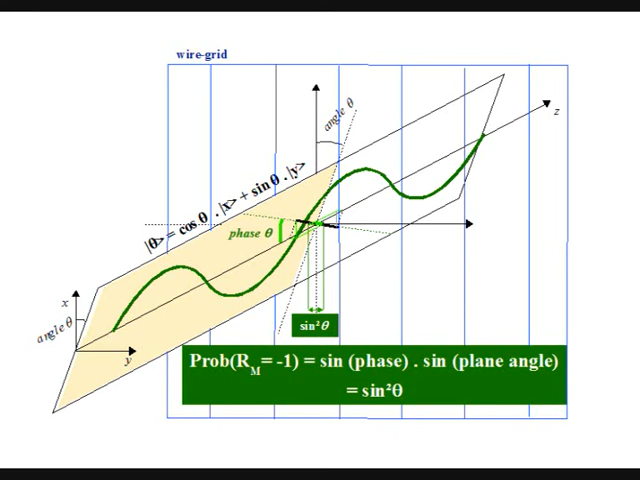 wire-grid
angle θ
z
|θ> = cos θ . |x> + sin θ . |y>
phase θ
x
angle θ
y
sin²θ
Prob(R_M = -1) = sin (phase) . sin (plane angle)
= sin²θ